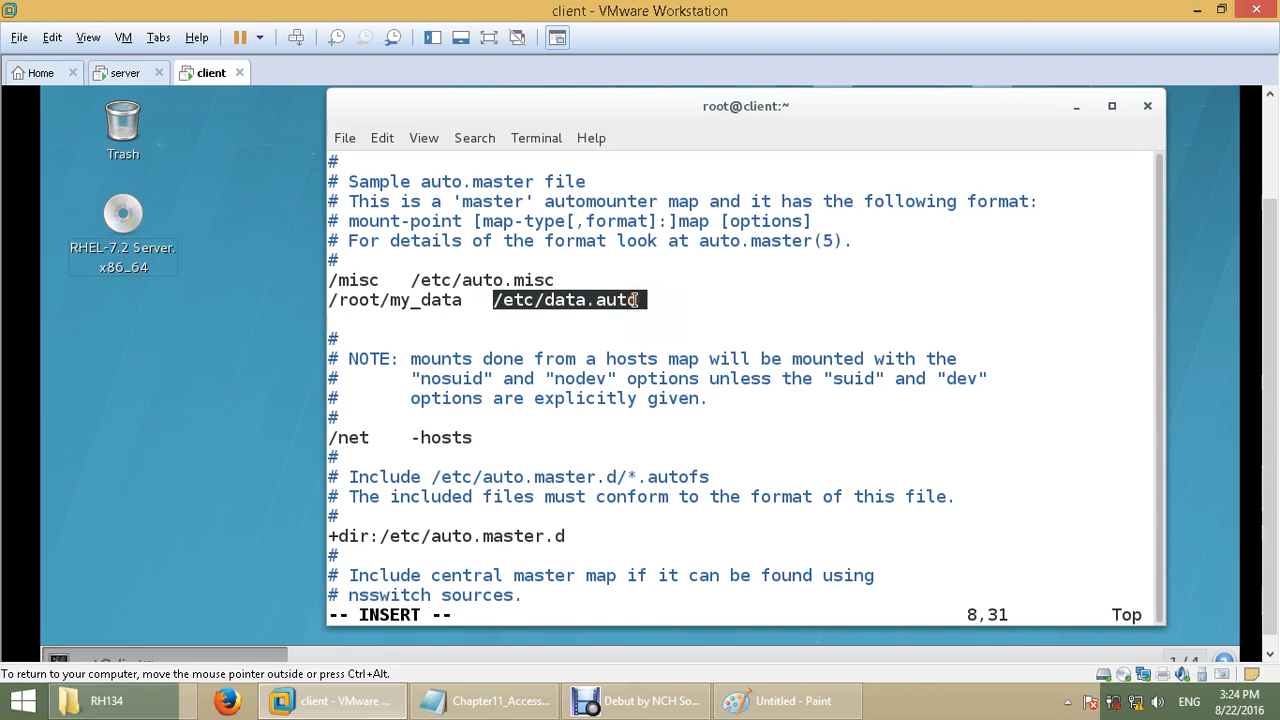 client - VMware Workstation
File Edit View VM Tabs Help
Home server client
Trash
RHEL-7.2 Server.
x86_64
root@client:~
File Edit View Search Terminal Help
#
# Sample auto.master file
# This is a 'master' automounter map and it has the following format:
# mount-point [map-type[,format]:]map [options]
# For details of the format look at auto.master(5).
#
/misc /etc/auto.misc
/root/my_data /etc/data.auto
#
# NOTE: mounts done from a hosts map will be mounted with the
# "nosuid" and "nodev" options unless the "suid" and "dev"
# options are explicitly given.
#
/net -hosts
#
# Include /etc/auto.master.d/*.autofs
# The included files must conform to the format of this file.
#
+dir:/etc/auto.master.d
#
# Include central master map if it can be found using
# nsswitch sources.
-- INSERT -- 8,31 Top
1/4
To return to your computer, move the mouse pointer outside or press Ctrl+Alt.
RH134 client - VMware ... Chapter11_Access... Debut by NCH So... Untitled - Paint ENG 3:24 PM
8/22/2016